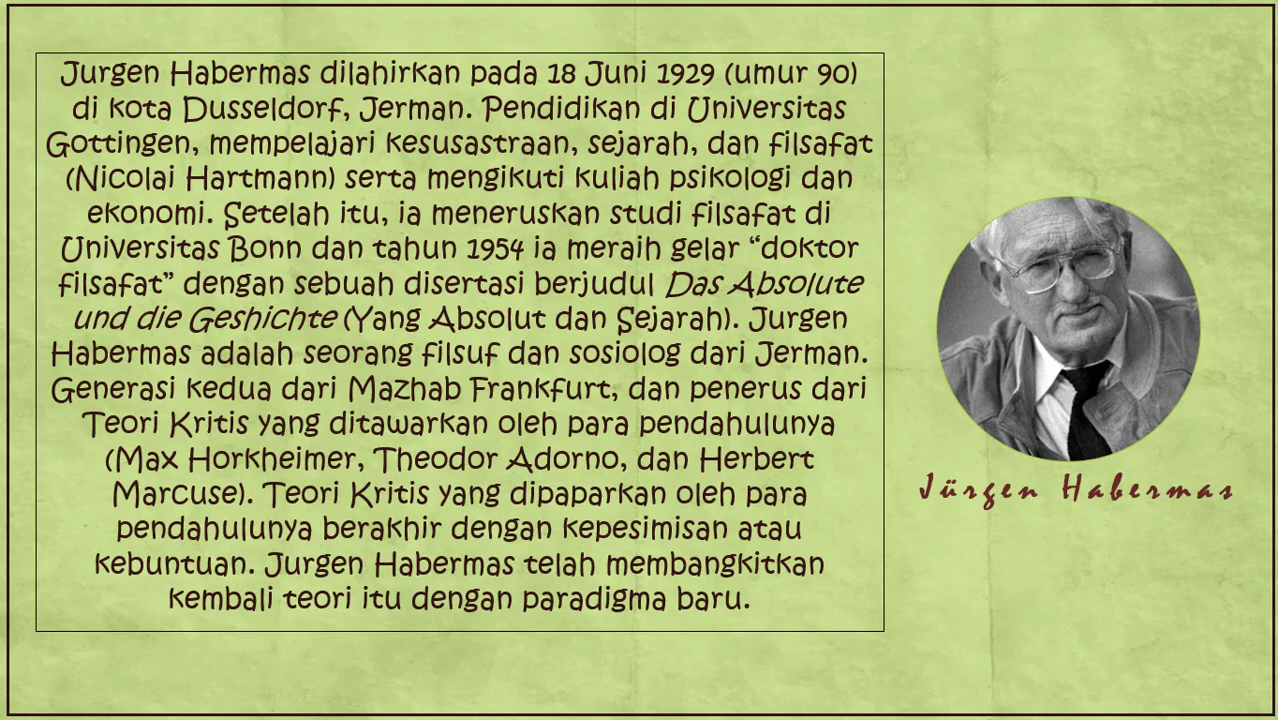 Jurgen Habermas dilahirkan pada 18 Juni 1929 (umur 90)
di kota Dusseldorf, Jerman. Pendidikan di Universitas
Gottingen, mempelajari kesusastraan, sejarah, dan filsafat
(Nicolai Hartmann) serta mengikuti kuliah psikologi dan
ekonomi. Setelah itu, ia meneruskan studi filsafat di
Universitas Bonn dan tahun 1954 ia meraih gelar “doktor
filsafat” dengan sebuah disertasi berjudul Das Absolute
und die Geshichte (Yang Absolut dan Sejarah). Jurgen
Habermas adalah seorang filsuf dan sosiolog dari Jerman.
Generasi kedua dari Mazhab Frankfurt, dan penerus dari
Teori Kritis yang ditawarkan oleh para pendahulunya
(Max Horkheimer, Theodor Adorno, dan Herbert
Marcuse). Teori Kritis yang dipaparkan oleh para
pendahulunya berakhir dengan kepesimisan atau
kebuntuan. Jurgen Habermas telah membangkitkan
kembali teori itu dengan paradigma baru.
Jürgen Habermas